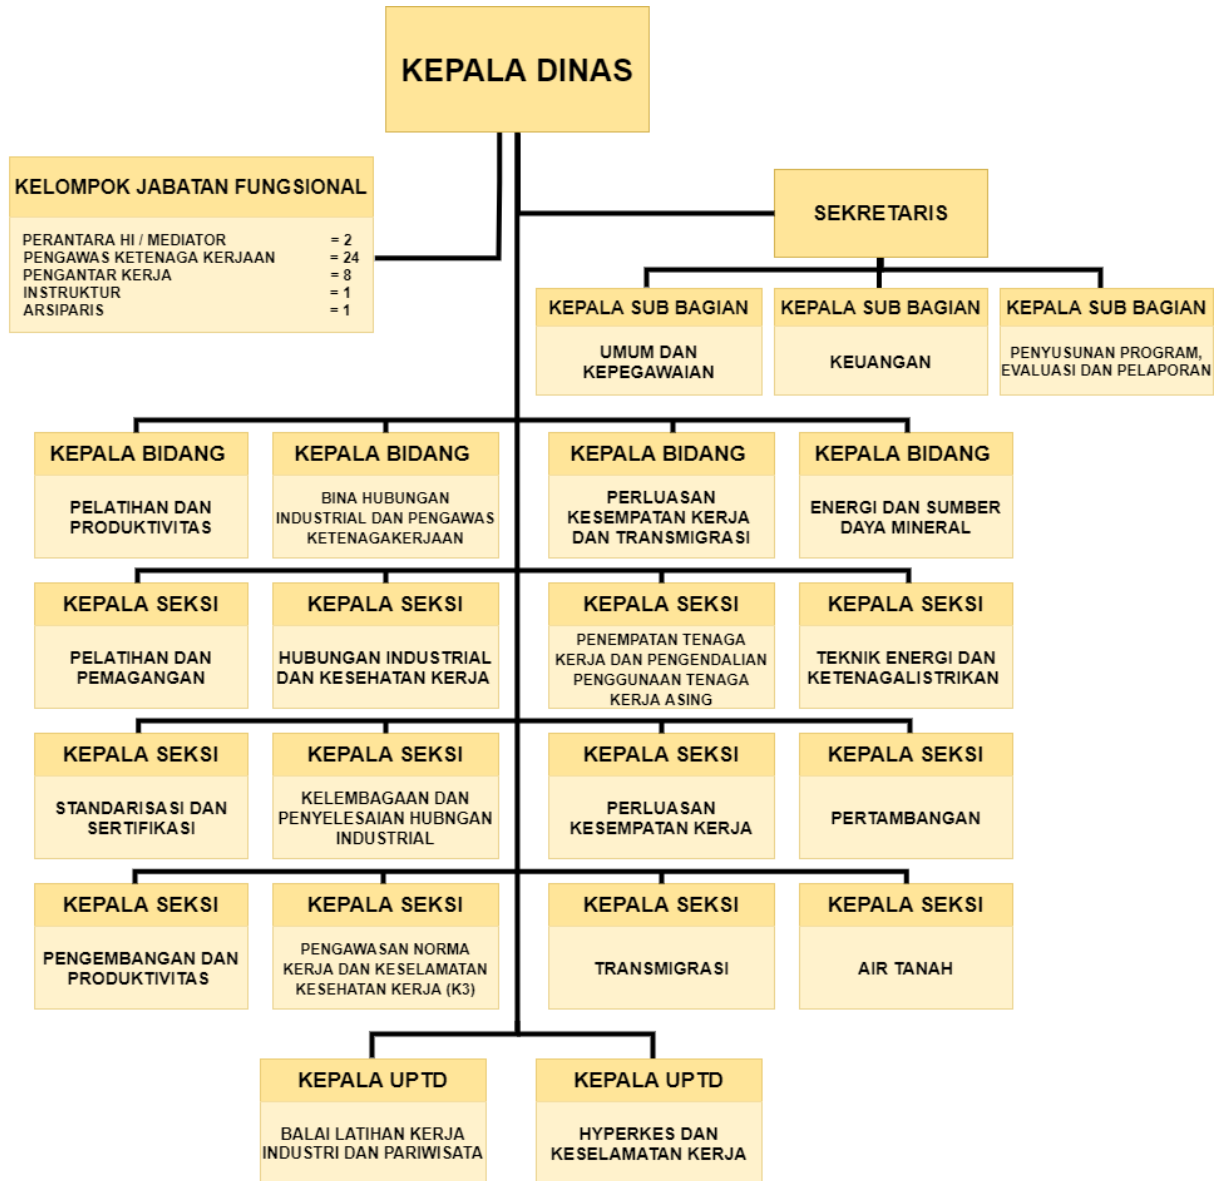 KEPALA DINAS
KELOMPOK JABATAN FUNGSIONAL
PERANTARA HI / MEDIATOR = 2
PENGAWAS KETENAGA KERJAAN = 24
PENGANTAR KERJA = 8
INSTRUKTUR = 1
ARSIPARIS = 1
SEKRETARIS
KEPALA SUB BAGIAN
UMUM DAN
KEPEGAWAIAN
KEPALA SUB BAGIAN
KEUANGAN
KEPALA SUB BAGIAN
PENYUSUNAN PROGRAM,
EVALUASI DAN PELAPORAN
KEPALA BIDANG
PELATIHAN DAN
PRODUKTIVITAS
KEPALA BIDANG
BINA HUBUNGAN
INDUSTRIAL DAN PENGAWAS
KETENAGAKERJAAN
KEPALA BIDANG
PERLUASAN
KESEMPATAN KERJA
DAN TRANSMIGRASI
KEPALA BIDANG
ENERGI DAN SUMBER
DAYA MINERAL
KEPALA SEKSI
PELATIHAN DAN
PEMAGANGAN
KEPALA SEKSI
HUBUNGAN INDUSTRIAL
DAN KESEHATAN KERJA
KEPALA SEKSI
PENEMPATAN TENAGA
KERJA DAN PENGENDALIAN
PENGGUNAAN TENAGA
KERJA ASING
KEPALA SEKSI
TEKNIK ENERGI DAN
KETENAGALISTRIKAN
KEPALA SEKSI
STANDARISASI DAN
SERTIFIKASI
KEPALA SEKSI
KELEMBAGAAN DAN
PENYELESAIAN HUBNGAN
INDUSTRIAL
KEPALA SEKSI
PERLUASAN
KESEMPATAN KERJA
KEPALA SEKSI
PERTAMBANGAN
KEPALA SEKSI
PENGEMBANGAN DAN
PRODUKTIVITAS
KEPALA SEKSI
PENGAWASAN NORMA
KERJA DAN KESELAMATAN
KESEHATAN KERJA (K3)
KEPALA SEKSI
TRANSMIGRASI
KEPALA SEKSI
AIR TANAH
KEPALA UPTD
BALAI LATIHAN KERJA
INDUSTRI DAN PARIWISATA
KEPALA UPTD
HYPERKES DAN
KESELAMATAN KERJA